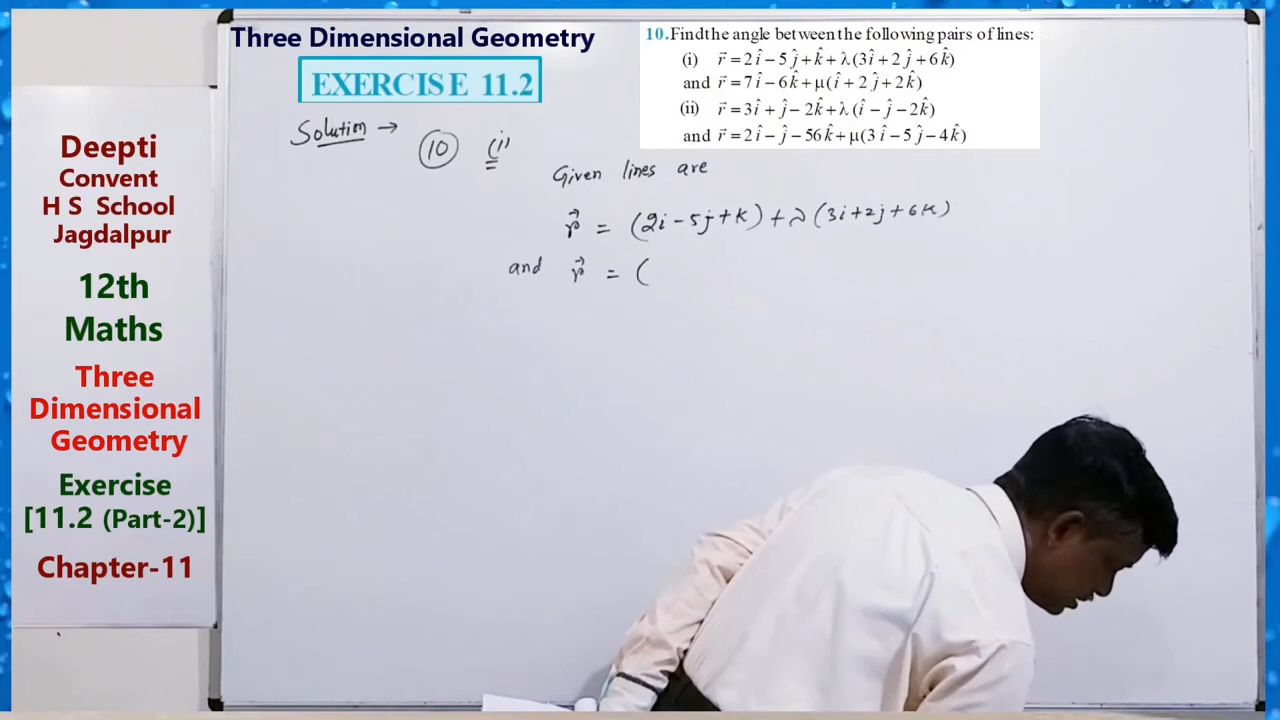 Three Dimensional Geometry
EXERCISE 11.2
10. Find the angle between the following pairs of lines:
(i) r⃗ = 2î − 5ĵ + k̂ + λ(3î + 2ĵ + 6k̂)
and r⃗ = 7î − 6k̂ + μ(î + 2ĵ + 2k̂)
(ii) r⃗ = 3î + ĵ − 2k̂ + λ(î − ĵ − 2k̂)
and r⃗ = 2î − ĵ − 56k̂ + μ(3î − 5ĵ − 4k̂)
Solution →
10 (i)
Given lines are
r⃗ = (2i − 5j + k) + λ(3i + 2j + 6k)
and r⃗ = (
Deepti
Convent
H S School
Jagdalpur
12th
Maths
Three
Dimensional
Geometry
Exercise
[11.2 (Part-2)]
Chapter-11